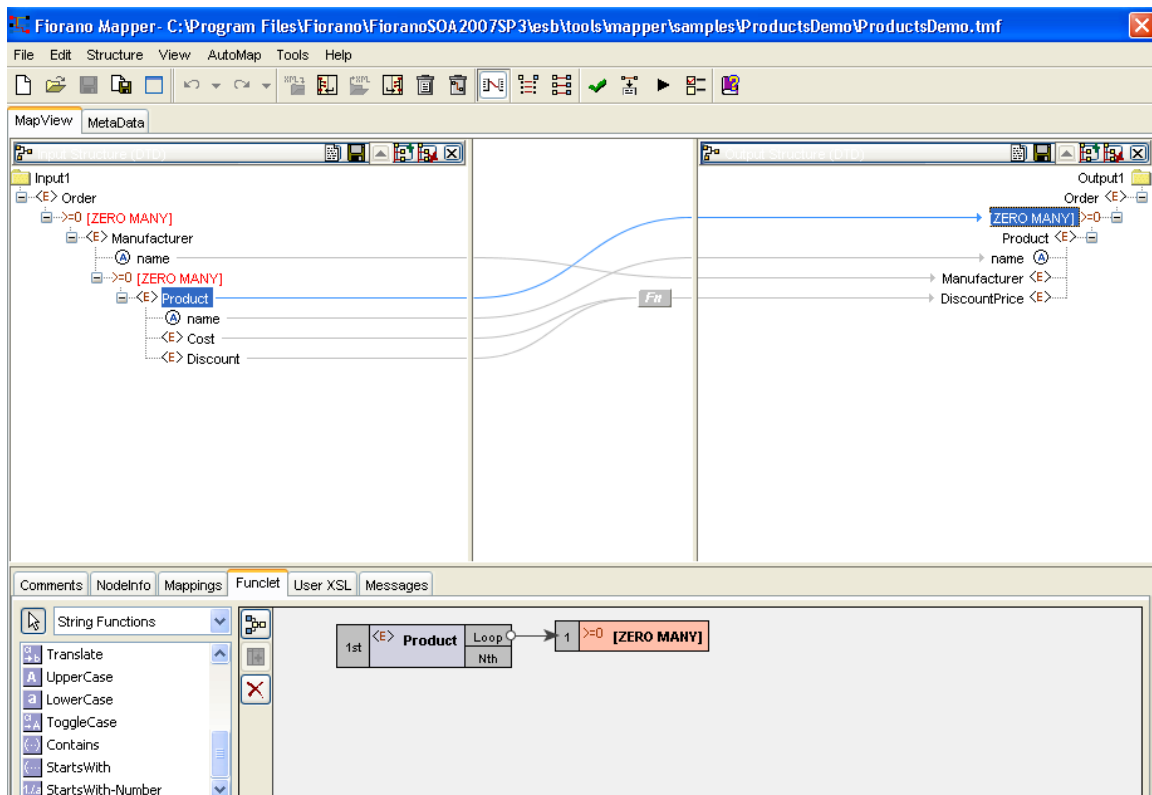 Fiorano Mapper- C:\Program Files\Fiorano\FioranoSOA2007SP3\esb\tools\mapper\samples\ProductsDemo\ProductsDemo.tmf
File Edit Structure View AutoMap Tools Help
MapView MetaData
Input Structure (DTD)
Output Structure (DTD)
Input1
<E> Order
>=0 [ZERO MANY]
<E> Manufacturer
A name
>=0 [ZERO MANY]
<E> Product
A name
<E> Cost
<E> Discount
Fn
Output1
Order <E>
[ZERO MANY] >=0
Product <E>
name A
Manufacturer <E>
DiscountPrice <E>
Comments NodeInfo Mappings Funclet User XSL Messages
String Functions
Translate
A UpperCase
a LowerCase
ToggleCase
Contains
StartsWith
StartsWith-Number
1st <E> Product Loop
Nth
1 >=0 [ZERO MANY]